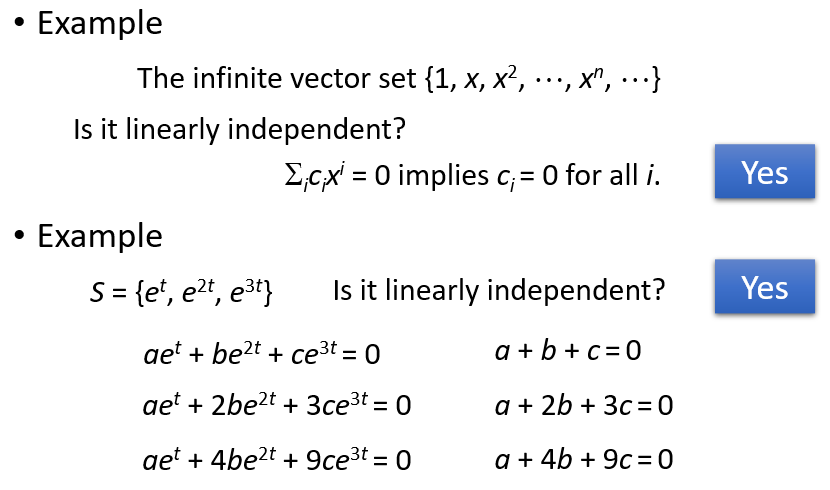 • Example
The infinite vector set {1, x, x², ⋯, xⁿ, ⋯}
Is it linearly independent?
Σᵢcᵢxⁱ = 0 implies cᵢ = 0 for all i.
Yes
• Example
S = {eᵗ, e²ᵗ, e³ᵗ} Is it linearly independent?
Yes
aeᵗ + be²ᵗ + ce³ᵗ = 0 a + b + c = 0
aeᵗ + 2be²ᵗ + 3ce³ᵗ = 0 a + 2b + 3c = 0
aeᵗ + 4be²ᵗ + 9ce³ᵗ = 0 a + 4b + 9c = 0